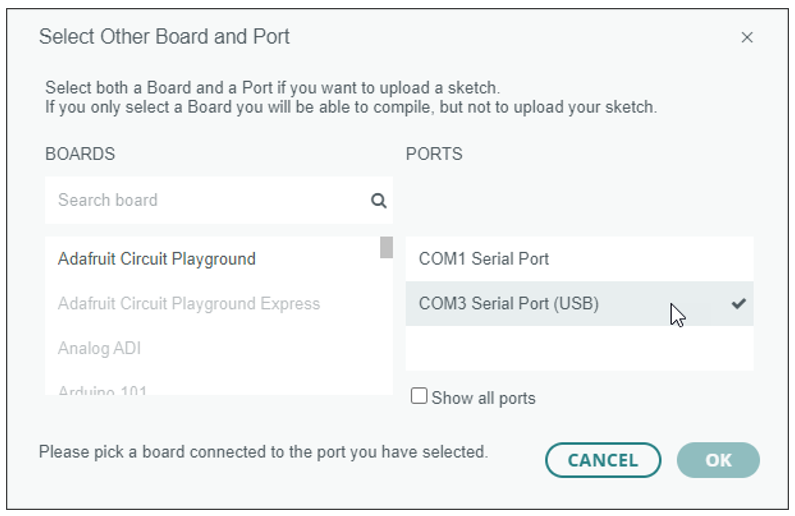 Select Other Board and Port
Select both a Board and a Port if you want to upload a sketch.
If you only select a Board you will be able to compile, but not to upload your sketch.
BOARDS
PORTS
Search board
Adafruit Circuit Playground
COM1 Serial Port
Adafruit Circuit Playground Express
COM3 Serial Port (USB)
Analog ADI
Arduino 101
Show all ports
Please pick a board connected to the port you have selected.
CANCEL
OK